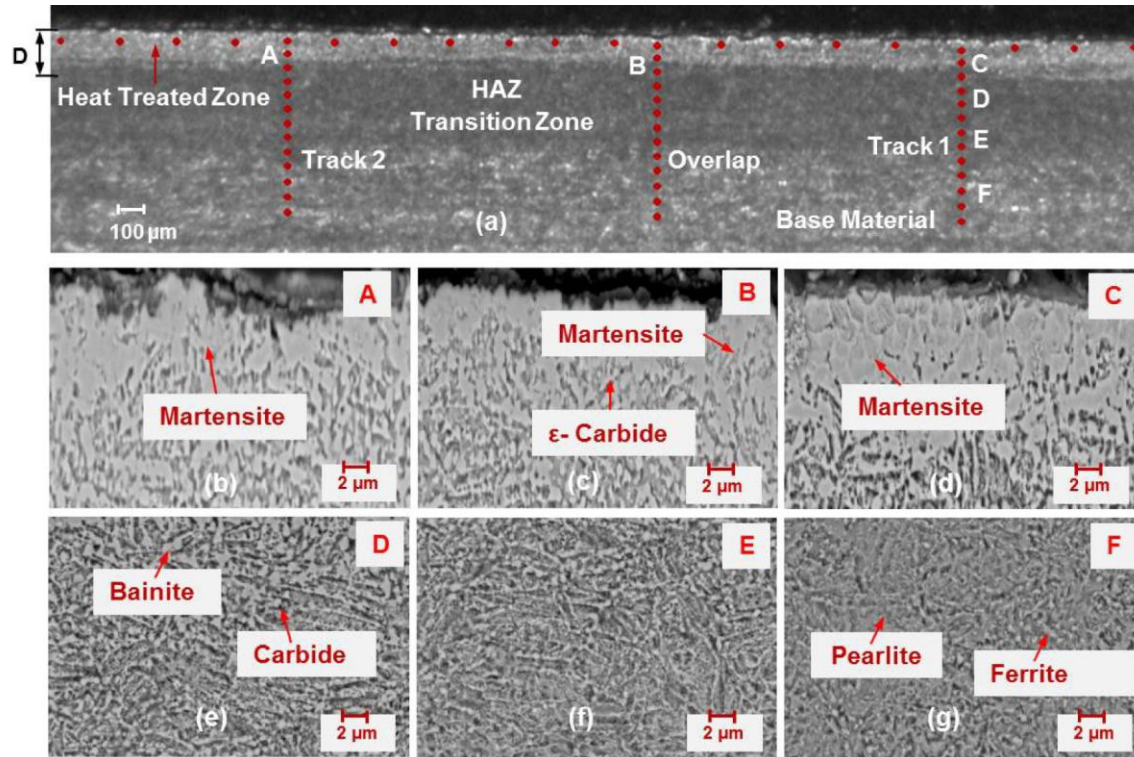 D
Heat Treated Zone
A
HAZ
Transition Zone
B
C
D
E
F
Track 2
Overlap
Track 1
Base Material
100 µm
(a)
A
Martensite
(b)
2 µm
B
Martensite
ε- Carbide
(c)
2 µm
C
Martensite
(d)
2 µm
D
Bainite
Carbide
(e)
2 µm
E
(f)
2 µm
F
Pearlite
Ferrite
(g)
2 µm